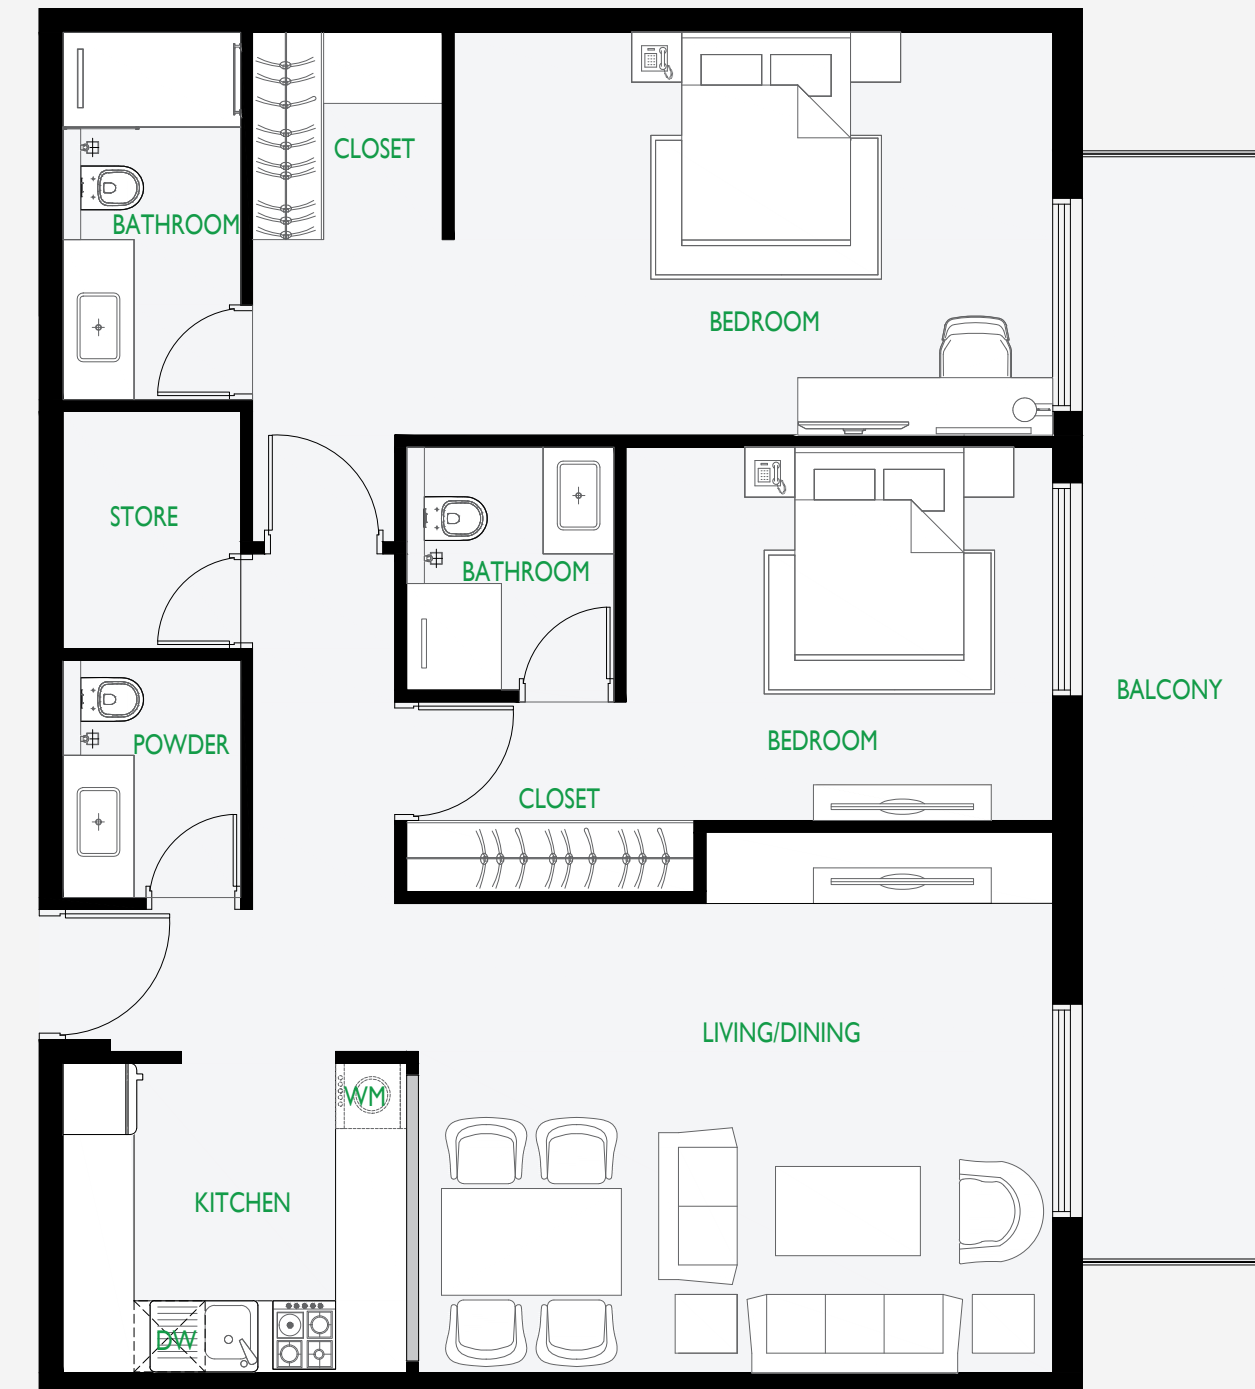 CLOSET
BATHROOM
BEDROOM
STORE
BATHROOM
BALCONY
POWDER
BEDROOM
CLOSET
LIVING/DINING
WM
KITCHEN
DW